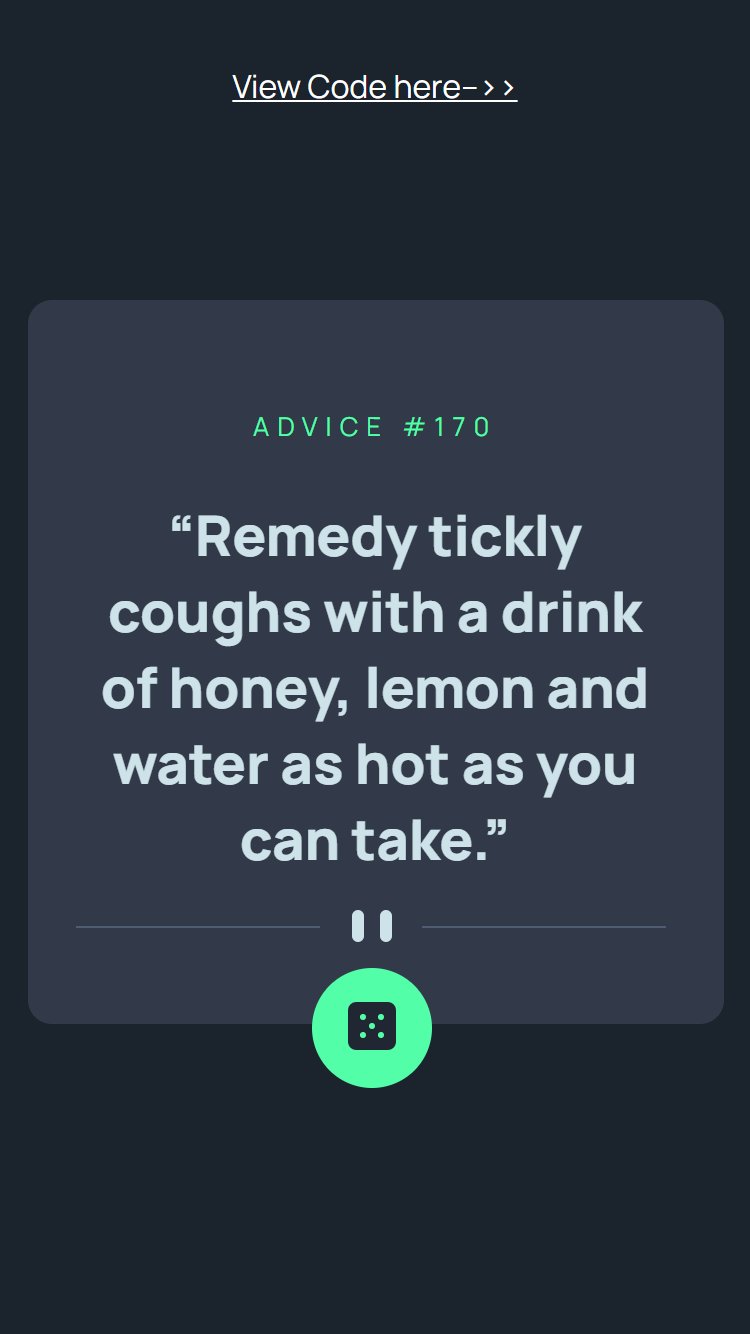 View Code here-->>
ADVICE #170
“Remedy tickly
coughs with a drink
of honey, lemon and
water as hot as you
can take.”